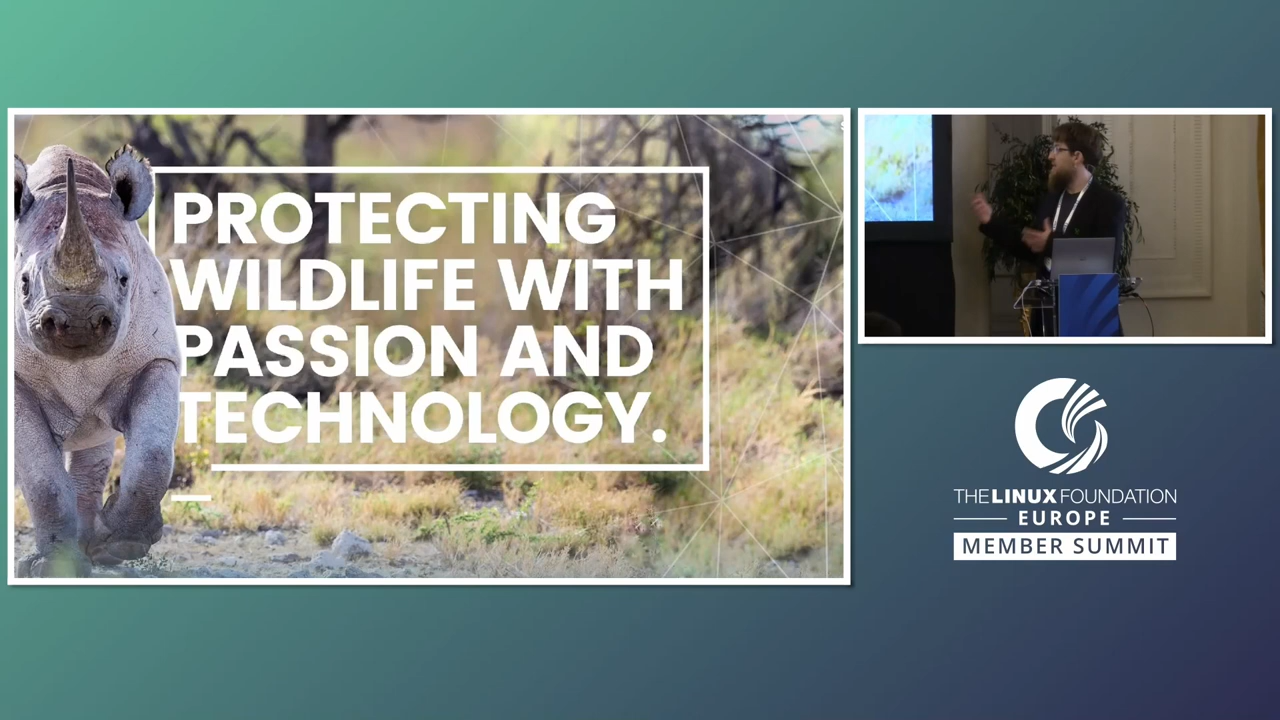 PROTECTING
WILDLIFE WITH
PASSION AND
TECHNOLOGY.
THE LINUX FOUNDATION
EUROPE
MEMBER SUMMIT